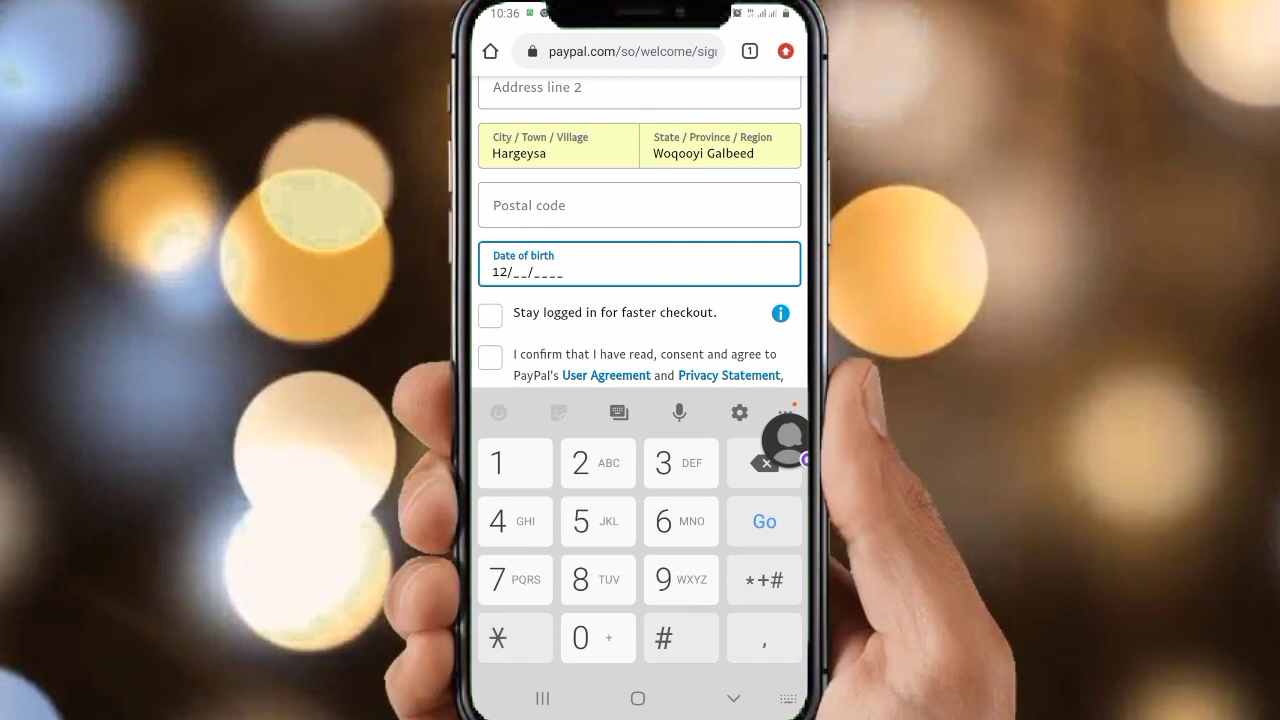 10:36
paypal.com/so/welcome/sig
1
Address line 2
City / Town / Village
State / Province / Region
Hargeysa
Woqooyi Galbeed
Postal code
Date of birth
12/__/____
Stay logged in for faster checkout.
I confirm that I have read, consent and agree to
PayPal's User Agreement and Privacy Statement,
1
2 ABC
3 DEF
4 GHI
5 JKL
6 MNO
Go
7 PQRS
8 TUV
9 WXYZ
*+#
*
0 +
#
,